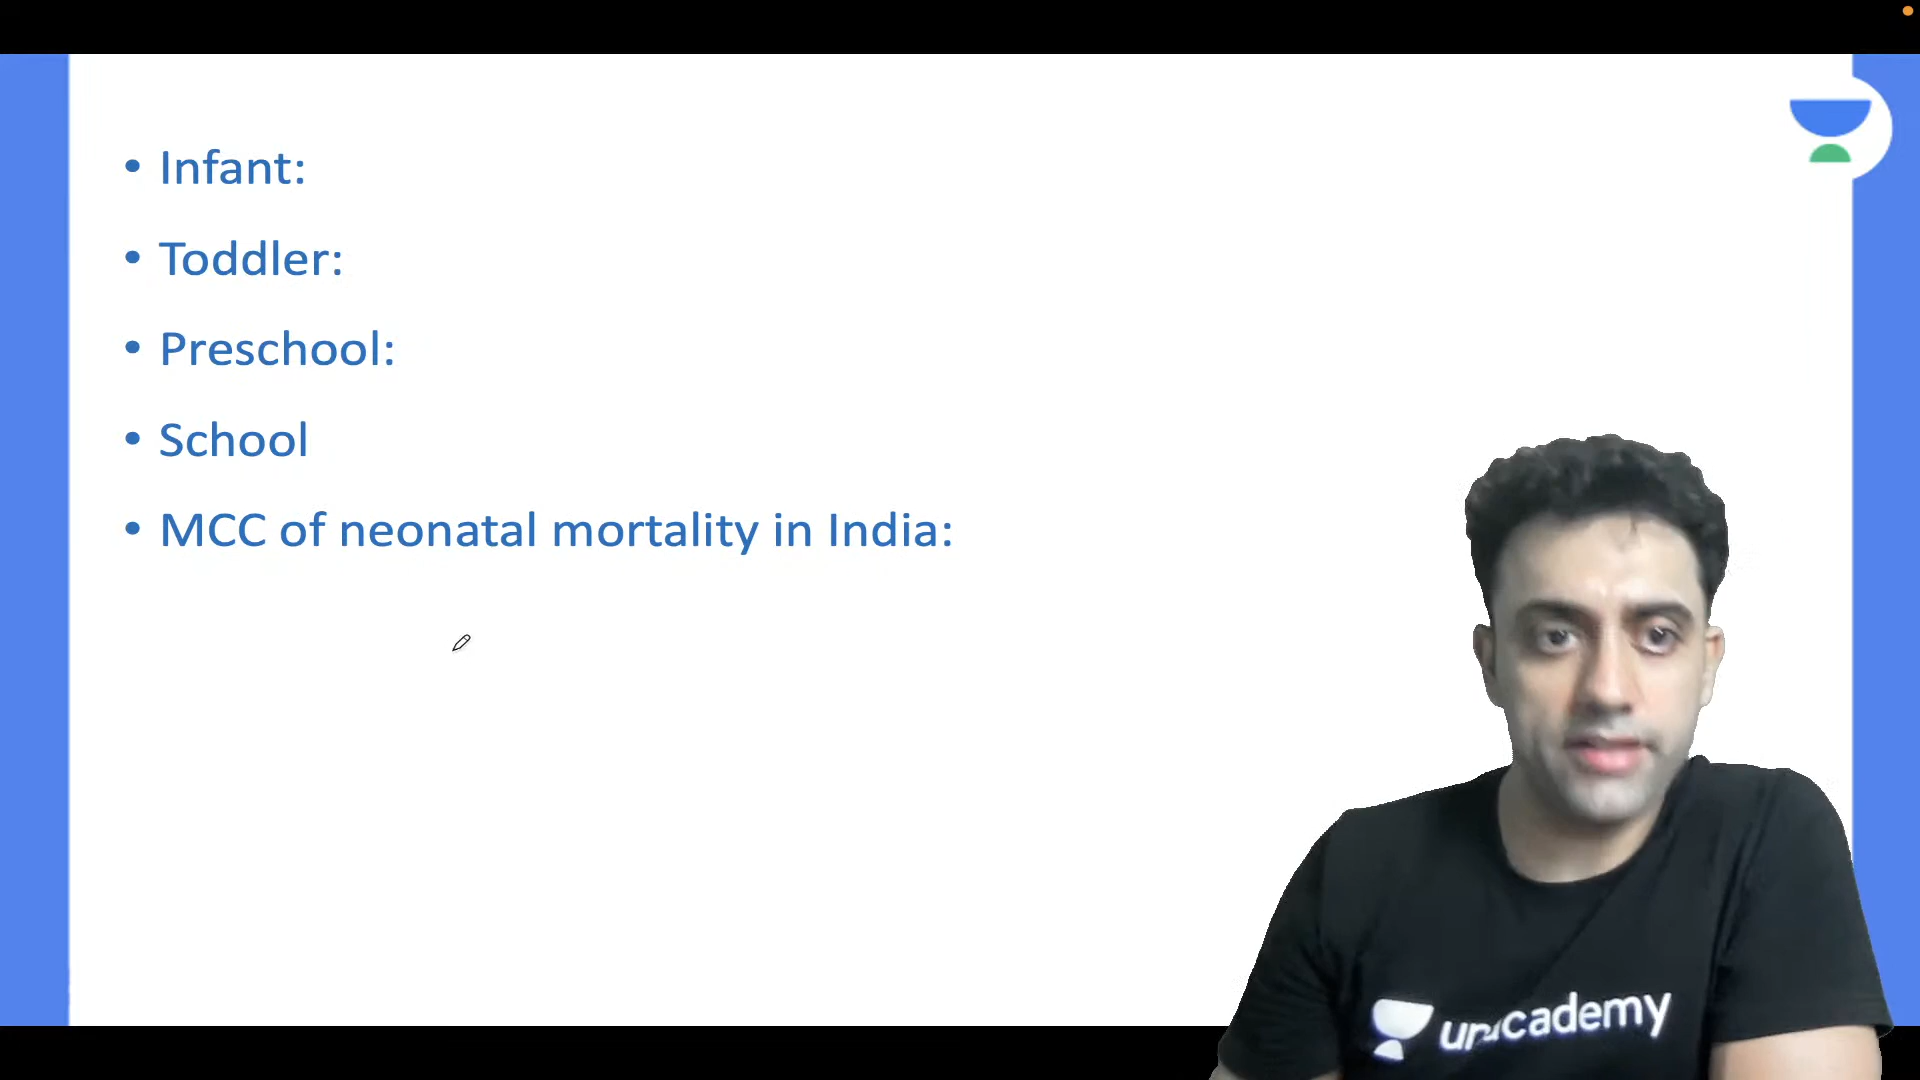 • Infant:
• Toddler:
• Preschool:
• School
• MCC of neonatal mortality in India:
unacademy